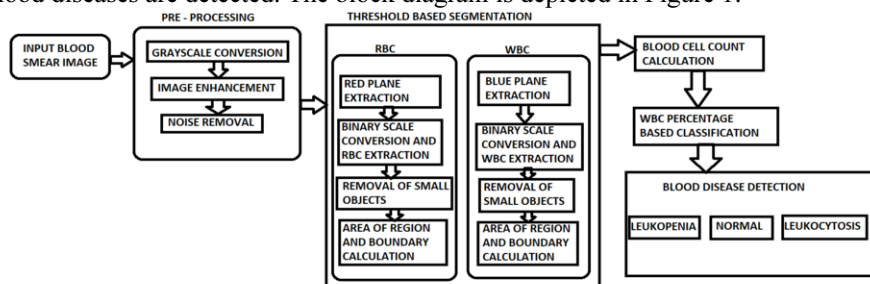 lood diseases are detected. The block diagram is depicted in Figure 1.
PRE - PROCESSING
THRESHOLD BASED SEGMENTATION
INPUT BLOOD
SMEAR IMAGE
GRAYSCALE CONVERSION
IMAGE ENHANCEMENT
NOISE REMOVAL
RBC
RED PLANE
EXTRACTION
BINARY SCALE
CONVERSION AND
RBC EXTRACTION
REMOVAL OF SMALL
OBJECTS
AREA OF REGION
AND BOUNDARY
CALCULATION
WBC
BLUE PLANE
EXTRACTION
BINARY SCALE
CONVERSION AND
WBC EXTRACTION
REMOVAL OF
SMALL OBJECTS
AREA OF REGION
AND BOUNDARY
CALCULATION
BLOOD CELL COUNT
CALCULATION
WBC PERCENTAGE
BASED CLASSIFICATION
BLOOD DISEASE DETECTION
LEUKOPENIA
NORMAL
LEUKOCYTOSIS